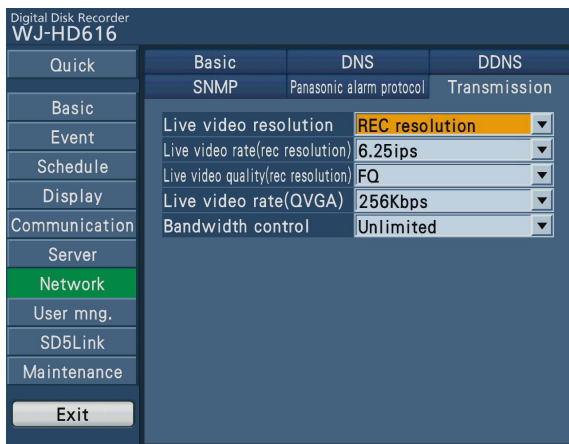 Digital Disk Recorder
WJ-HD616
Quick
Basic
Event
Schedule
Display
Communication
Server
Network
User mng.
SD5Link
Maintenance
Exit
Basic DNS DDNS
SNMP Panasonic alarm protocol Transmission
Live video resolution REC resolution
Live video rate(rec resolution) 6.25ips
Live video quality(rec resolution) FQ
Live video rate(QVGA) 256Kbps
Bandwidth control Unlimited